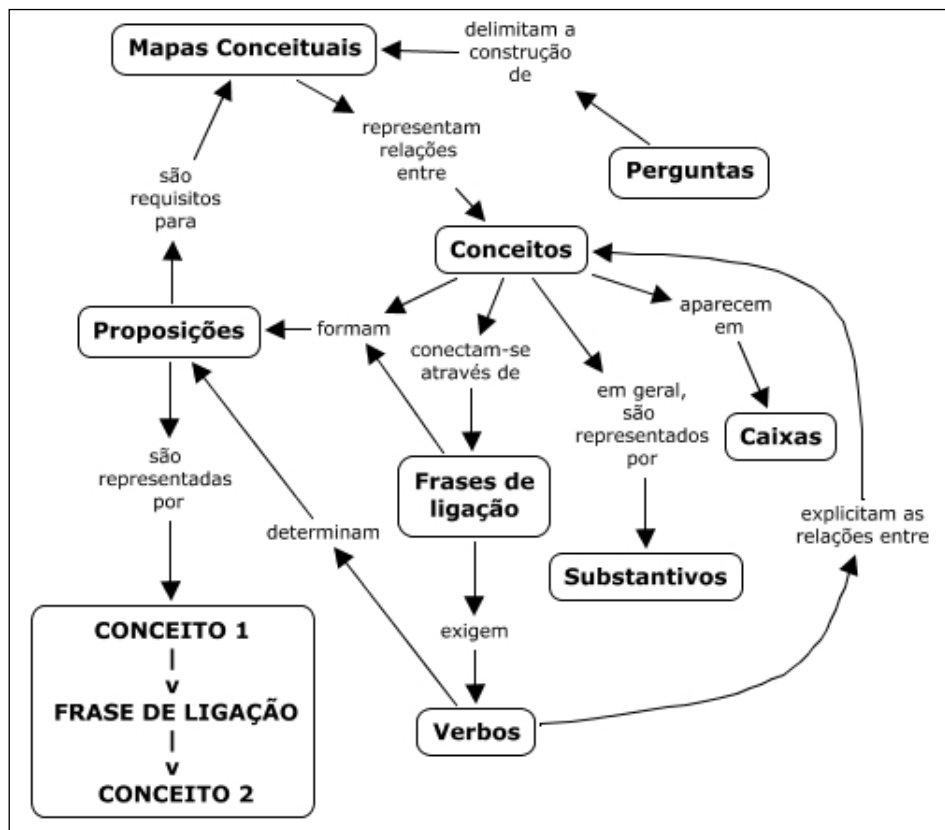 Mapas Conceituais
delimitam a
construção
de
representam
relações
entre
Perguntas
são
requisitos
para
Conceitos
Proposições
formam
conectam-se
através de
aparecem
em
em geral,
são
representados
por
Caixas
são
representadas
por
Frases de
ligação
determinam
explicitam as
relações entre
Substantivos
CONCEITO 1
|
v
FRASE DE LIGAÇÃO
|
v
CONCEITO 2
exigem
Verbos